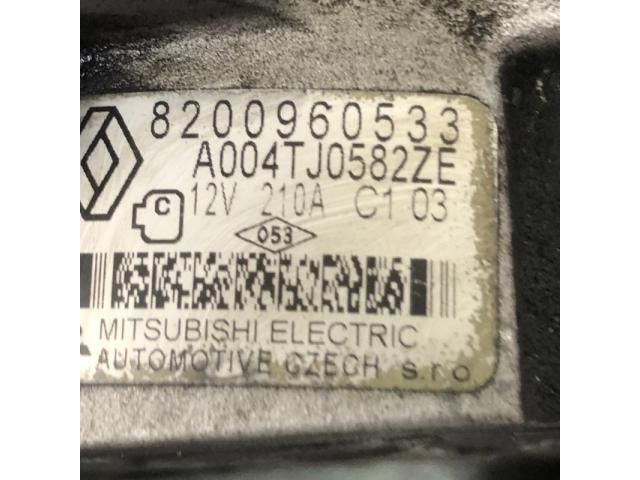 8200960533
A004TJ0582ZE
C 12V 210A C1 03
053
MITSUBISHI ELECTRIC
AUTOMOTIVE CZECH s.r.o